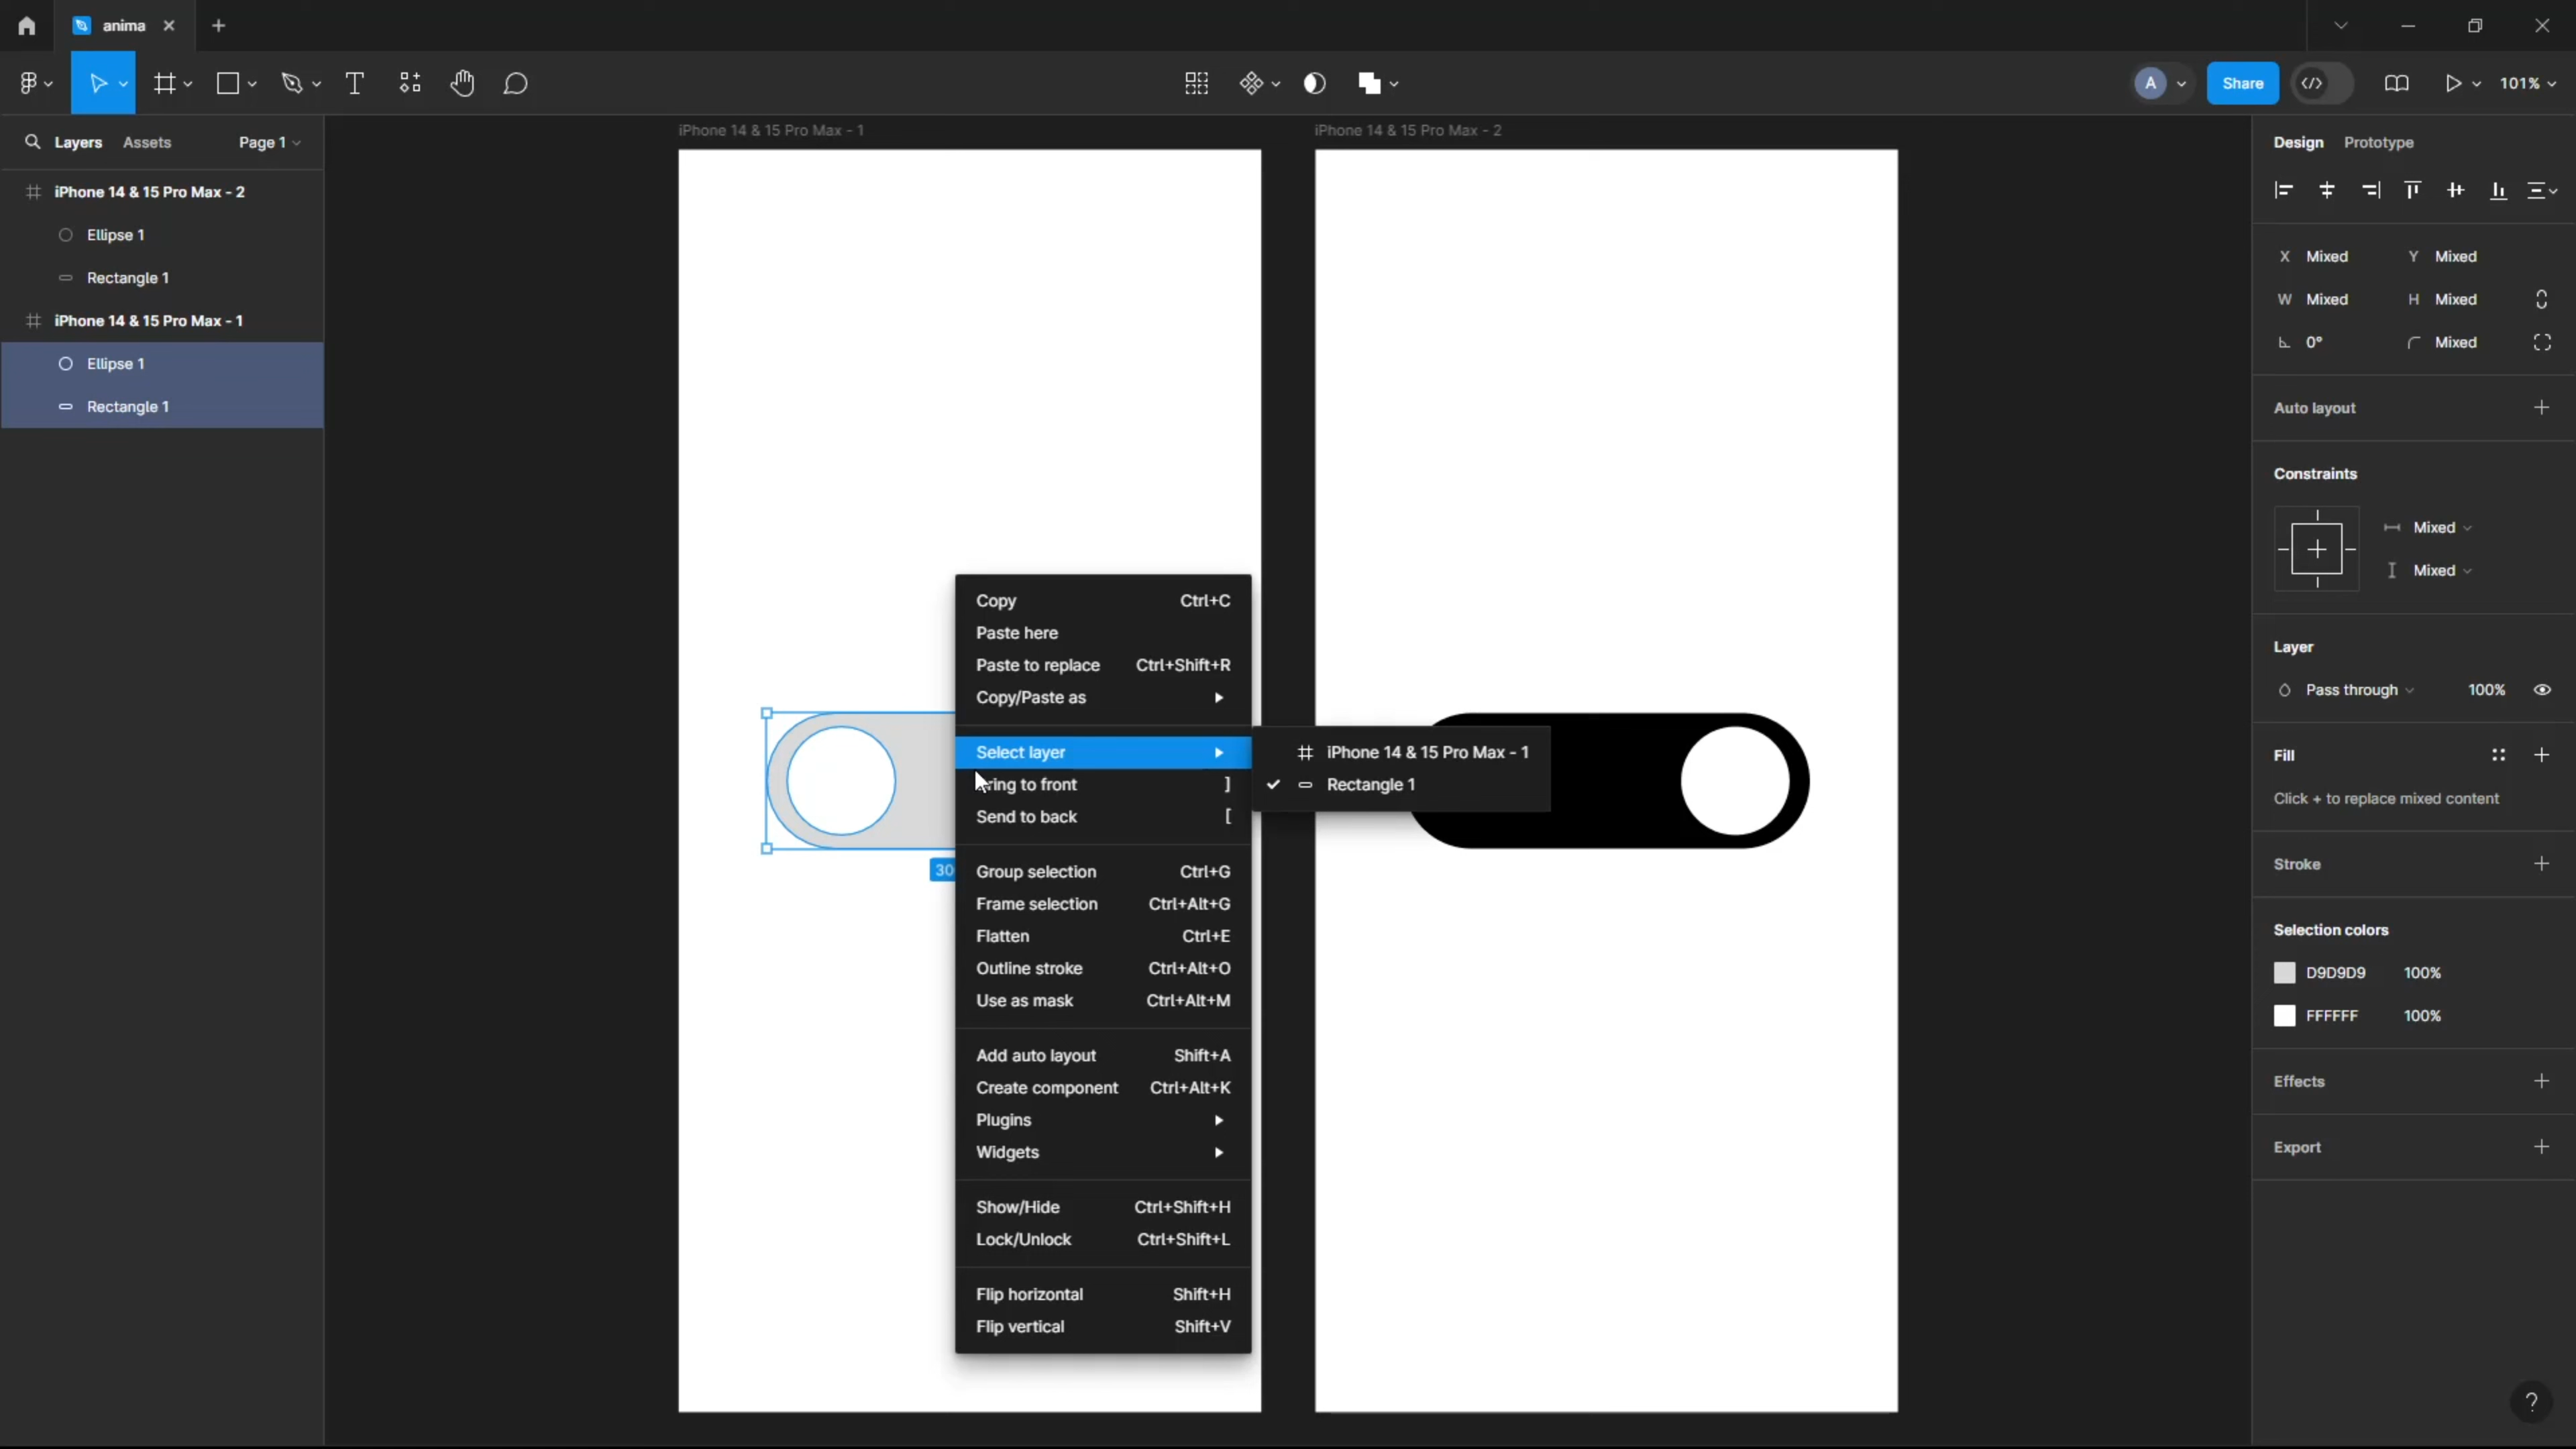 anima
A
Share
101%
Layers
Assets
Page 1
iPhone 14 & 15 Pro Max - 2
Ellipse 1
Rectangle 1
iPhone 14 & 15 Pro Max - 1
Ellipse 1
Rectangle 1
iPhone 14 & 15 Pro Max - 1
iPhone 14 & 15 Pro Max - 2
30
Copy Ctrl+C
Paste here
Paste to replace Ctrl+Shift+R
Copy/Paste as
Select layer
ring to front ]
Send to back [
Group selection Ctrl+G
Frame selection Ctrl+Alt+G
Flatten Ctrl+E
Outline stroke Ctrl+Alt+O
Use as mask Ctrl+Alt+M
Add auto layout Shift+A
Create component Ctrl+Alt+K
Plugins
Widgets
Show/Hide Ctrl+Shift+H
Lock/Unlock Ctrl+Shift+L
Flip horizontal Shift+H
Flip vertical Shift+V
iPhone 14 & 15 Pro Max - 1
Rectangle 1
Design Prototype
X Mixed Y Mixed
W Mixed H Mixed
0° Mixed
Auto layout
Constraints
Mixed
Mixed
Layer
Pass through 100%
Fill
Click + to replace mixed content
Stroke
Selection colors
D9D9D9 100%
FFFFFF 100%
Effects
Export
?